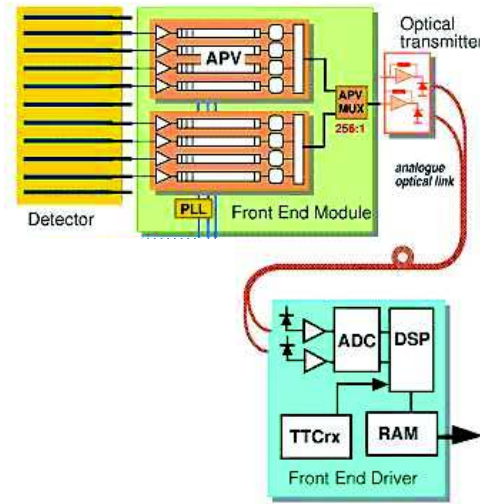 Optical
transmitter
APV
APV
MUX
256:1
analogue
optical link
PLL
Front End Module
Detector
ADC
DSP
TTCrx
RAM
Front End Driver